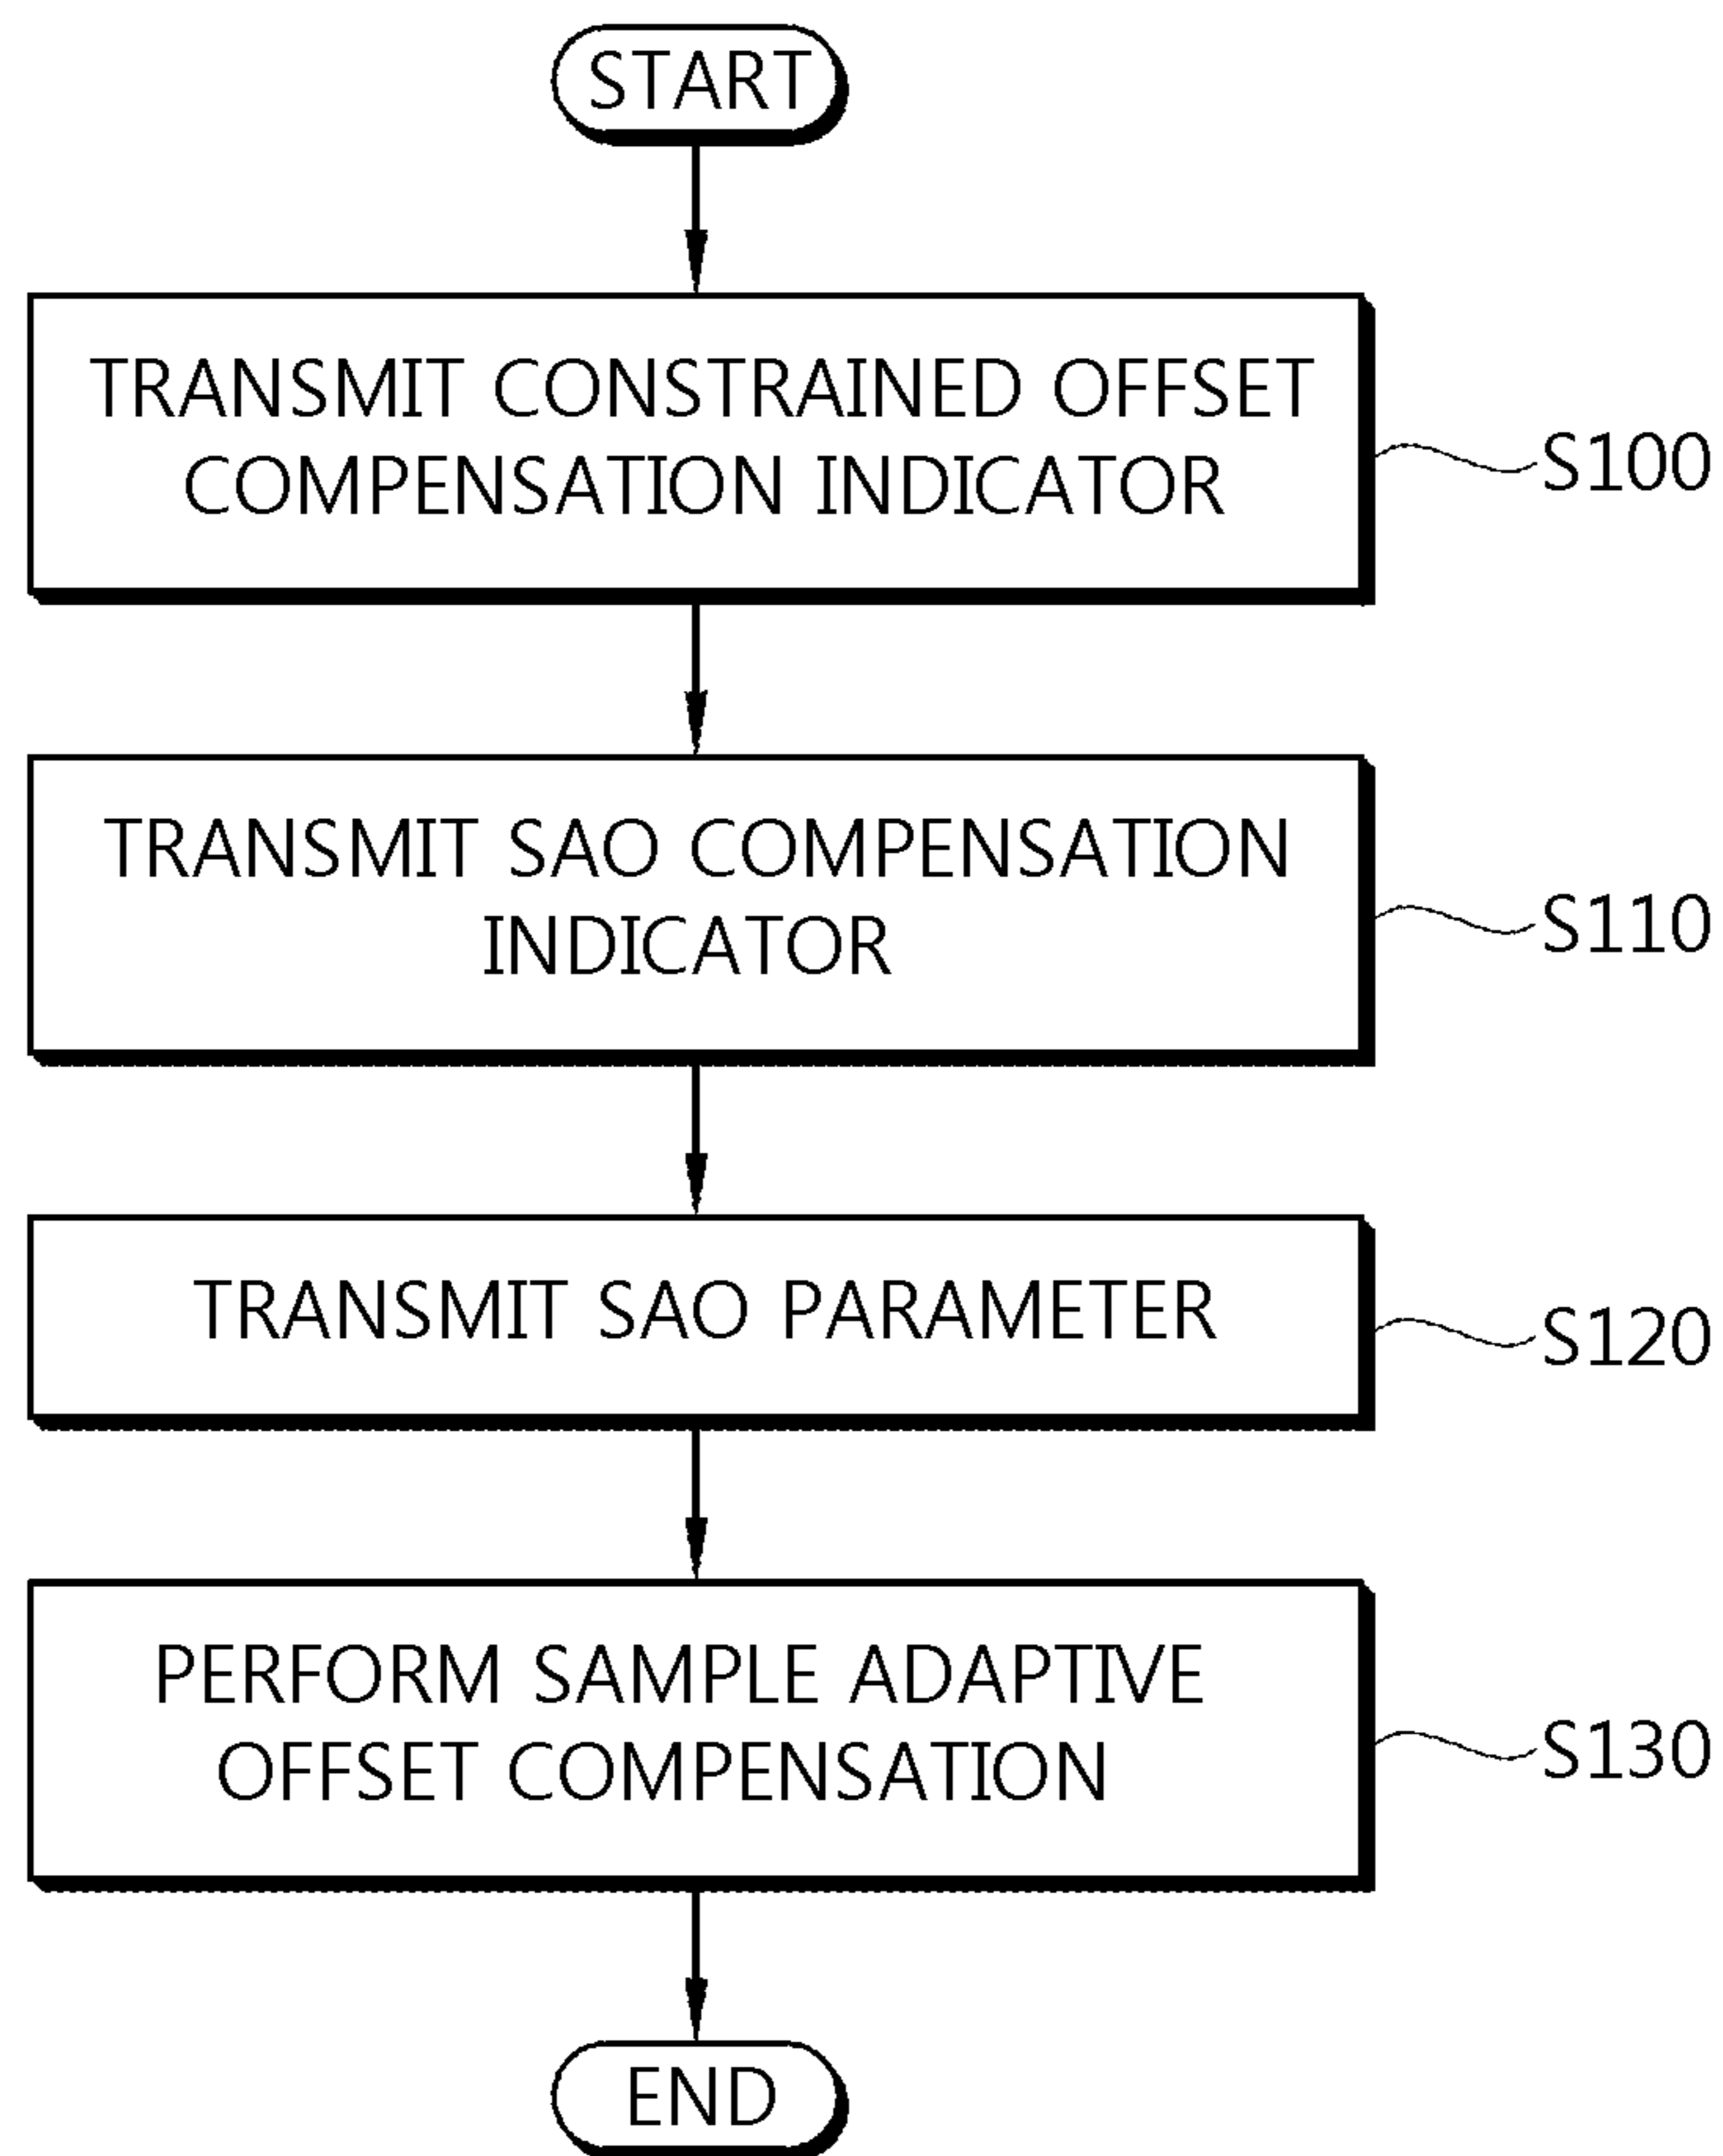 START
TRANSMIT CONSTRAINED OFFSET
COMPENSATION INDICATOR
S100
TRANSMIT SAO COMPENSATION
INDICATOR
S110
TRANSMIT SAO PARAMETER
S120
PERFORM SAMPLE ADAPTIVE
OFFSET COMPENSATION
S130
END